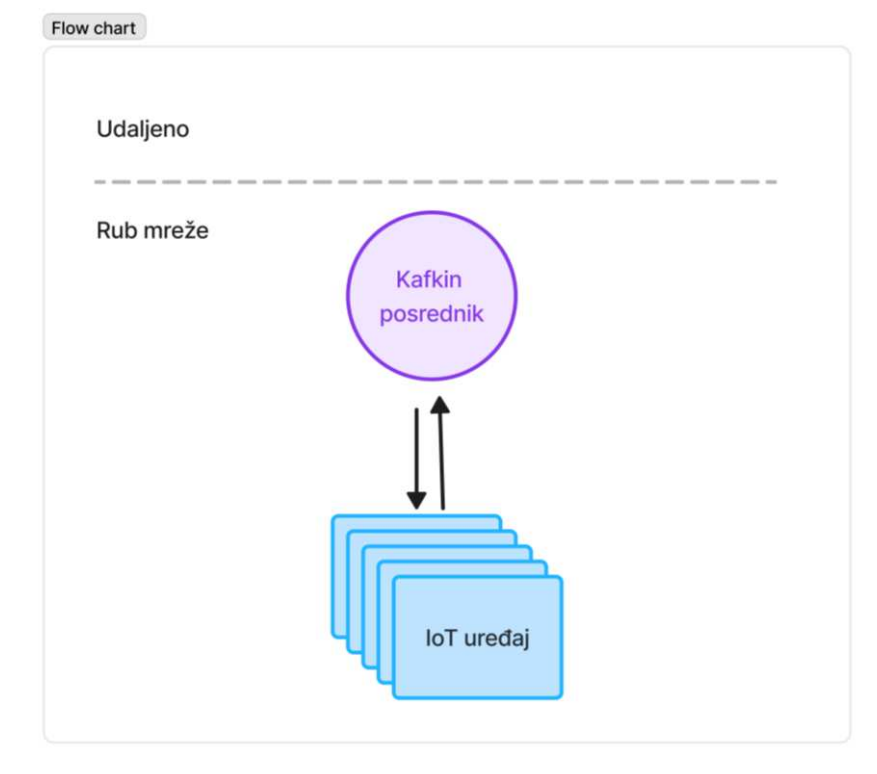 Flow chart
Udaljeno
Rub mreže
Kafkin
posrednik
IoT uređaj